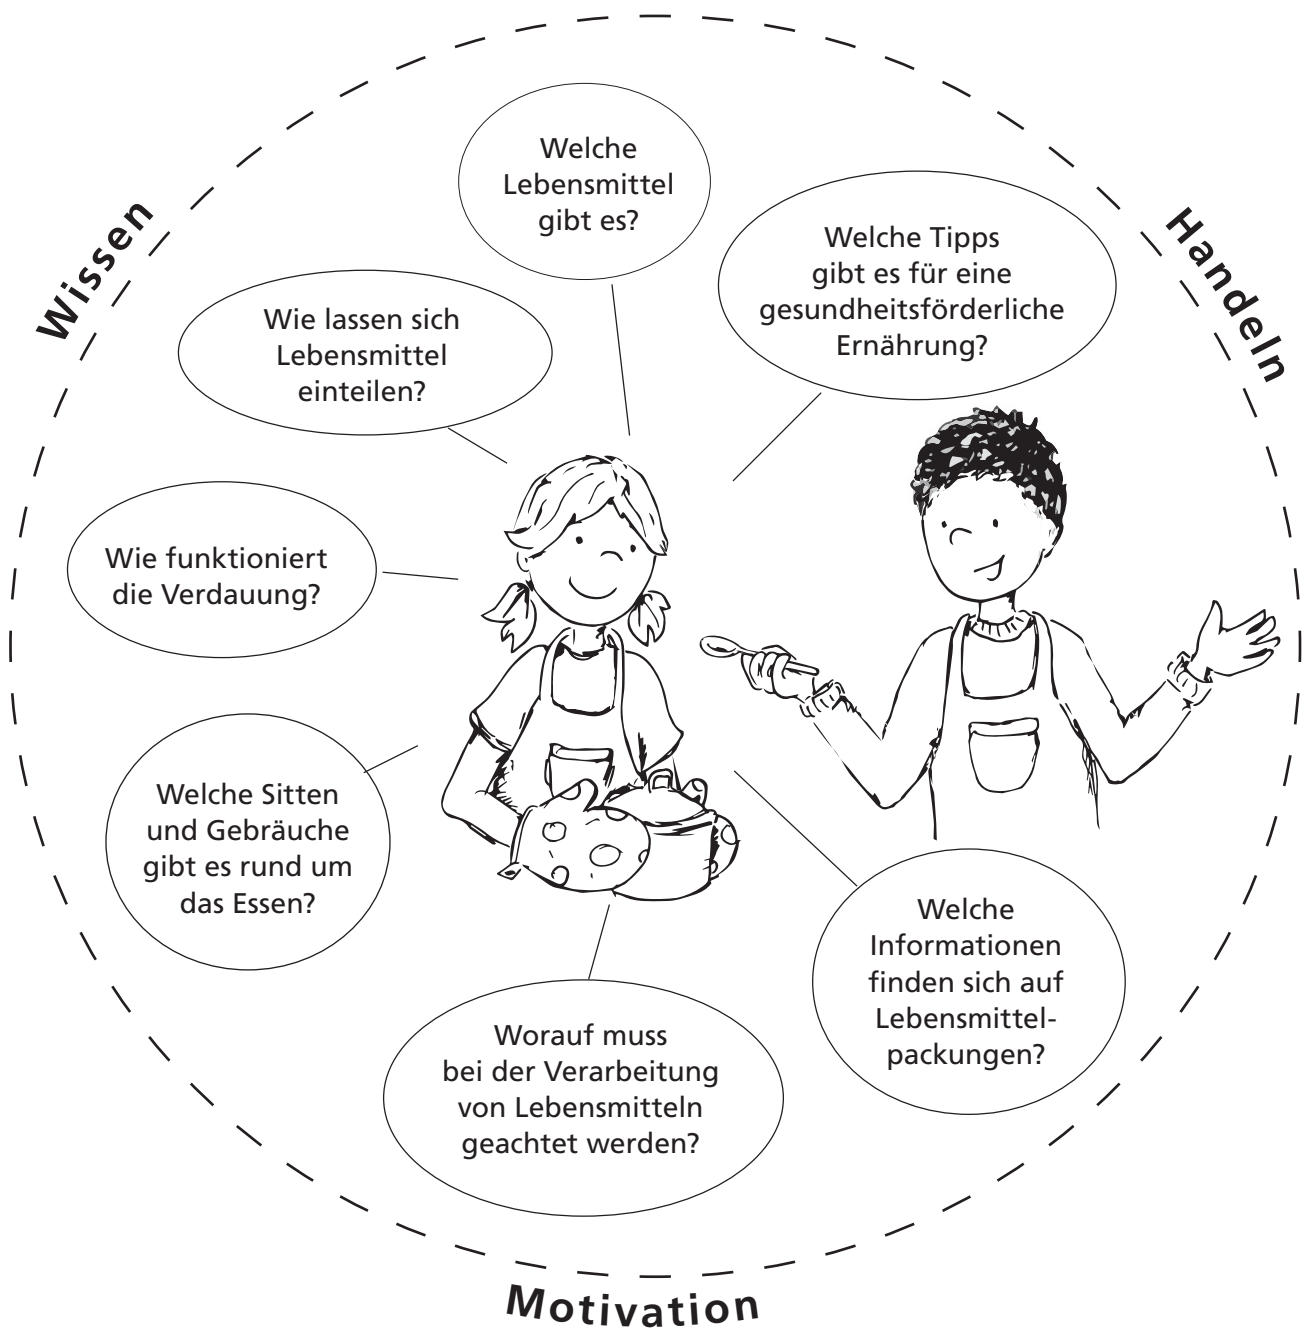 Wissen
Handeln
Welche
Lebensmittel
gibt es?
Welche Tipps
gibt es für eine
gesundheitsförderliche
Ernährung?
Wie lassen sich
Lebensmittel
einteilen?
Wie funktioniert
die Verdauung?
Welche Sitten
und Gebräuche
gibt es rund um
das Essen?
Welche
Informationen
finden sich auf
Lebensmittel-
packungen?
Worauf muss
bei der Verarbeitung
von Lebensmitteln
geachtet werden?
Motivation